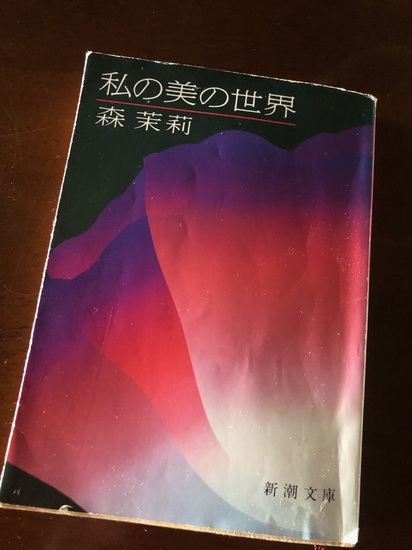 私の美の世界
森 茉莉
新潮文庫